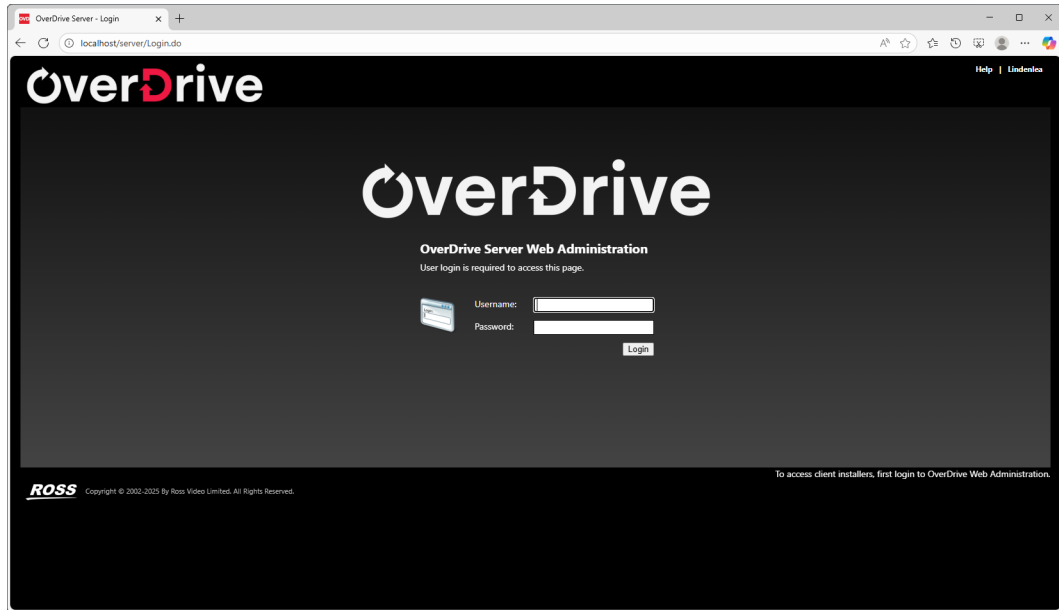 OVD OverDrive Server - Login
localhost/server/Login.do
OverDrive
Help | Lindenlea
OverDrive
OverDrive Server Web Administration
User login is required to access this page.
Username:
Password:
Login
To access client installers, first login to OverDrive Web Administration.
ROSS Copyright © 2002-2025 By Ross Video Limited. All Rights Reserved.